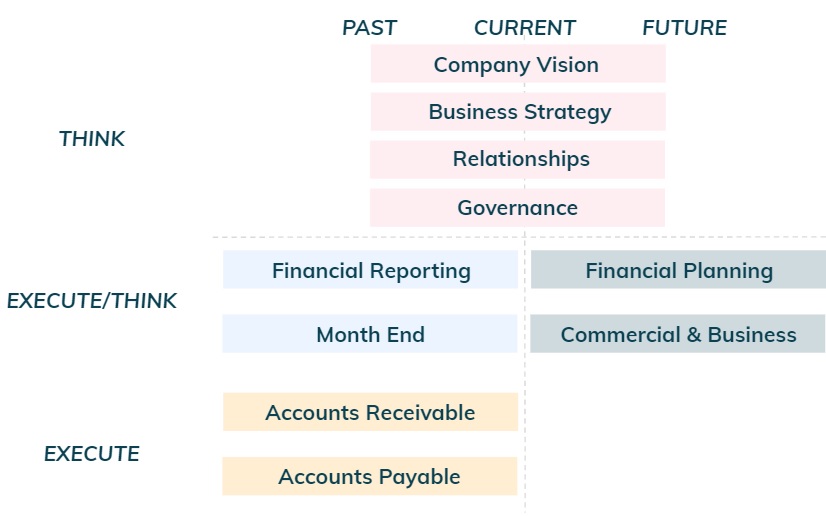 PAST CURRENT FUTURE
Company Vision
Business Strategy
THINK
Relationships
Governance
Financial Reporting Financial Planning
EXECUTE/THINK
Month End Commercial & Business
Accounts Receivable
EXECUTE
Accounts Payable